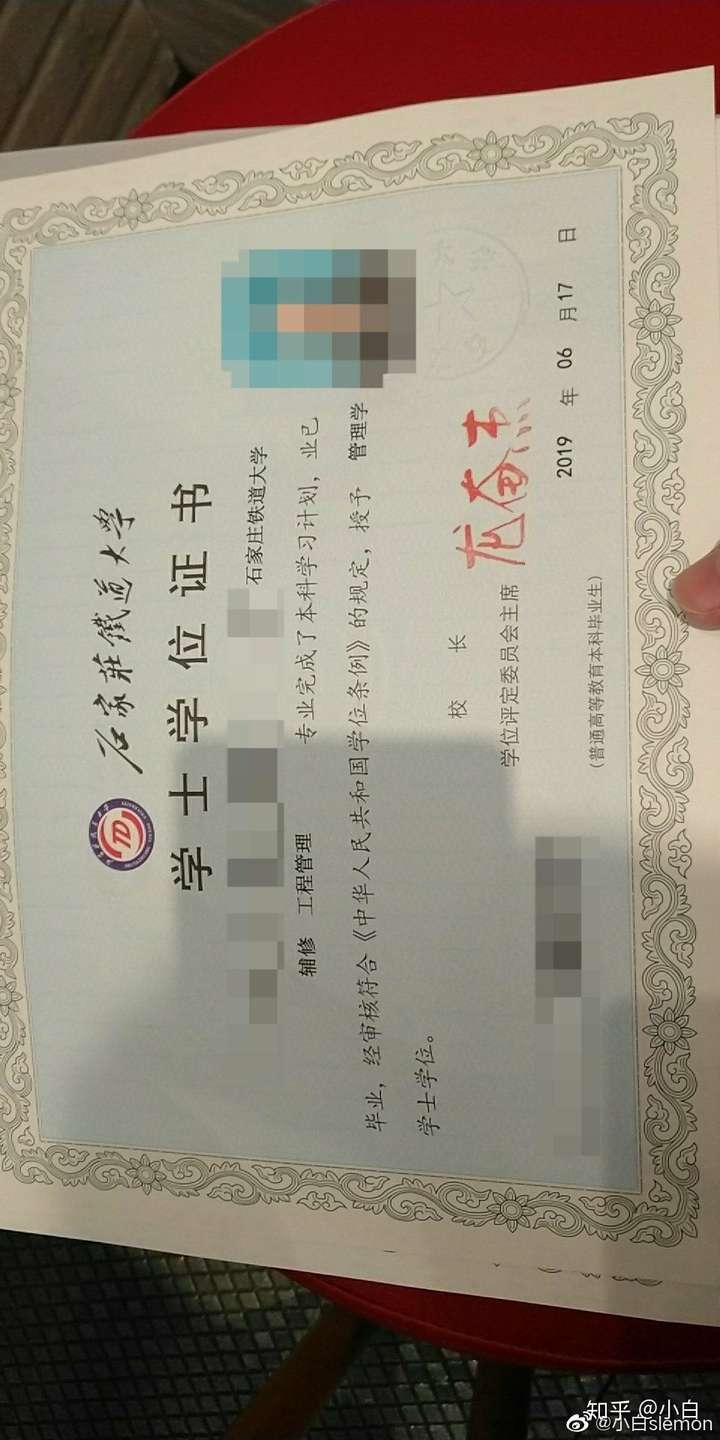 石家莊鐵道大學
学士学位证书
石家庄铁道大学
辅修 工程管理 专业完成了本科学习计划，业已
毕业，经审核符合《中华人民共和国学位条例》的规定，授予 管理学
学士学位。
校 长
学位评定委员会主席
2019 年 06 月17 日
(普通高等教育本科毕业生)
知乎 @小白
@小白slemon